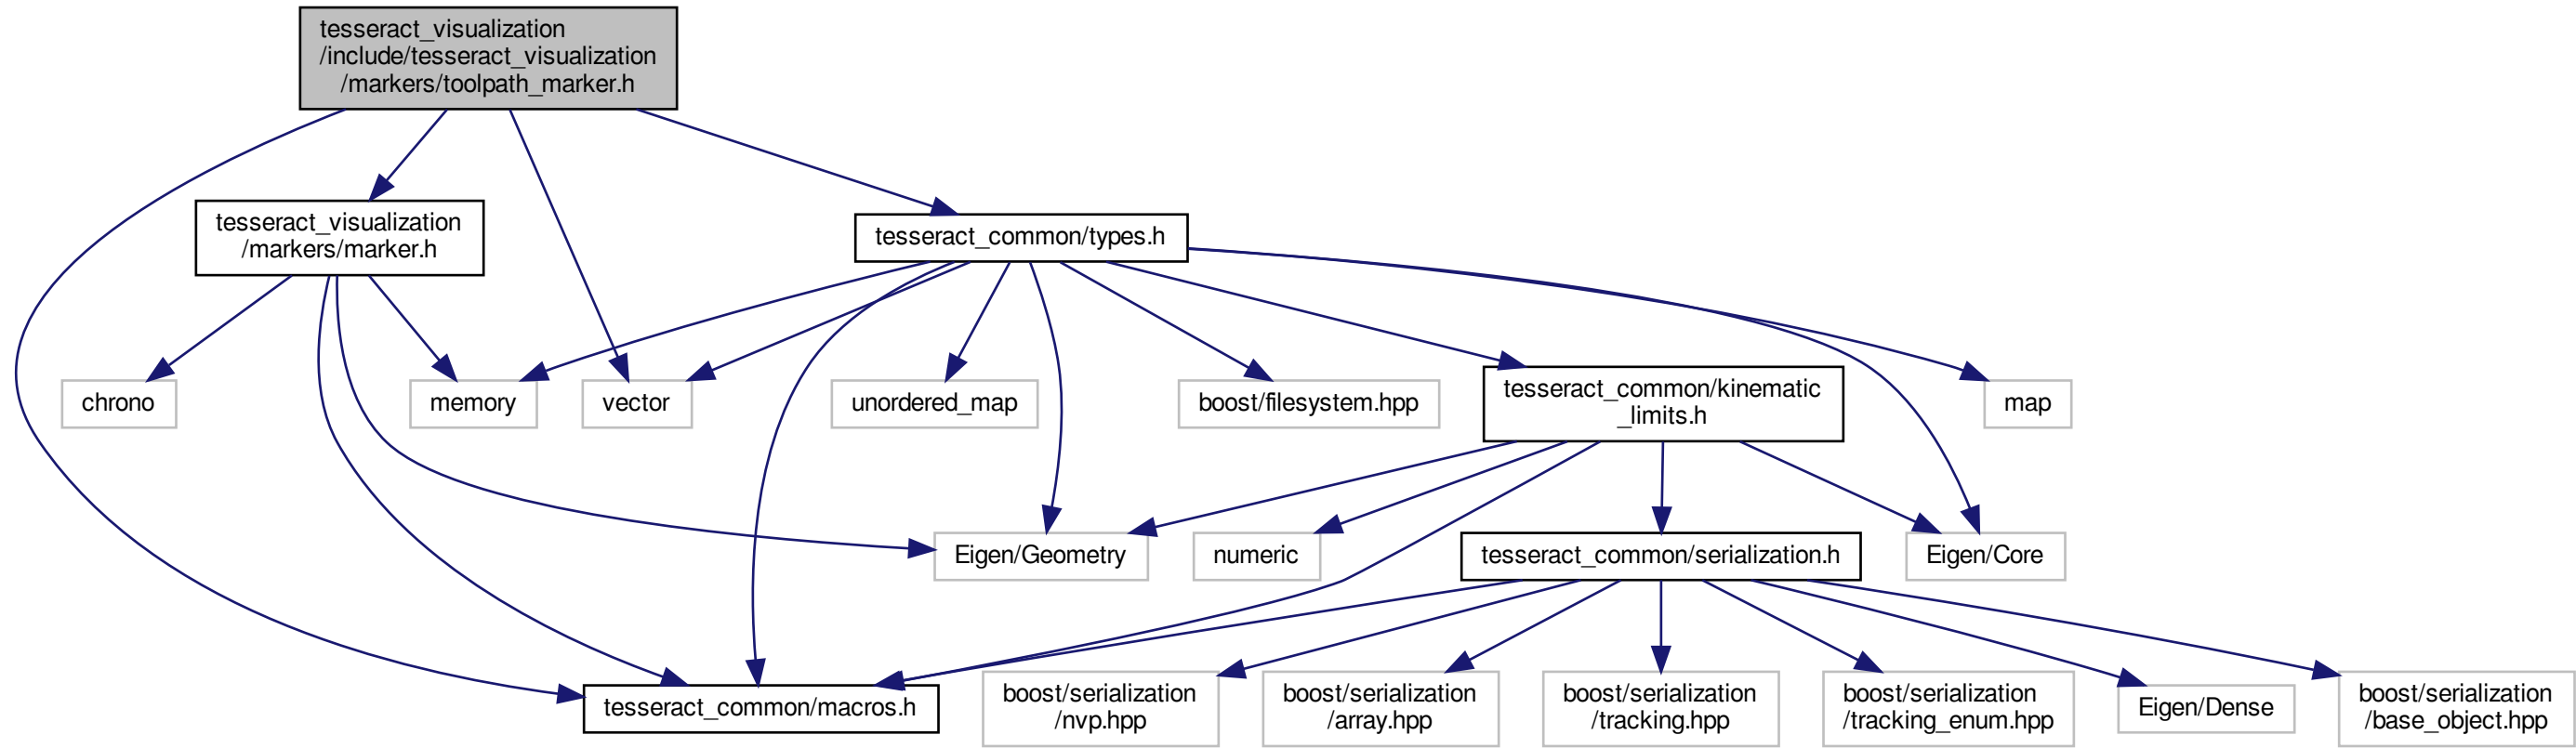 tesseract_visualization
/include/tesseract_visualization
/markers/toolpath_marker.h
tesseract_visualization
/markers/marker.h
tesseract_common/types.h
chrono
memory
vector
unordered_map
boost/filesystem.hpp
tesseract_common/kinematic
_limits.h
map
Eigen/Geometry
numeric
tesseract_common/serialization.h
Eigen/Core
tesseract_common/macros.h
boost/serialization
/nvp.hpp
boost/serialization
/array.hpp
boost/serialization
/tracking.hpp
boost/serialization
/tracking_enum.hpp
Eigen/Dense
boost/serialization
/base_object.hpp